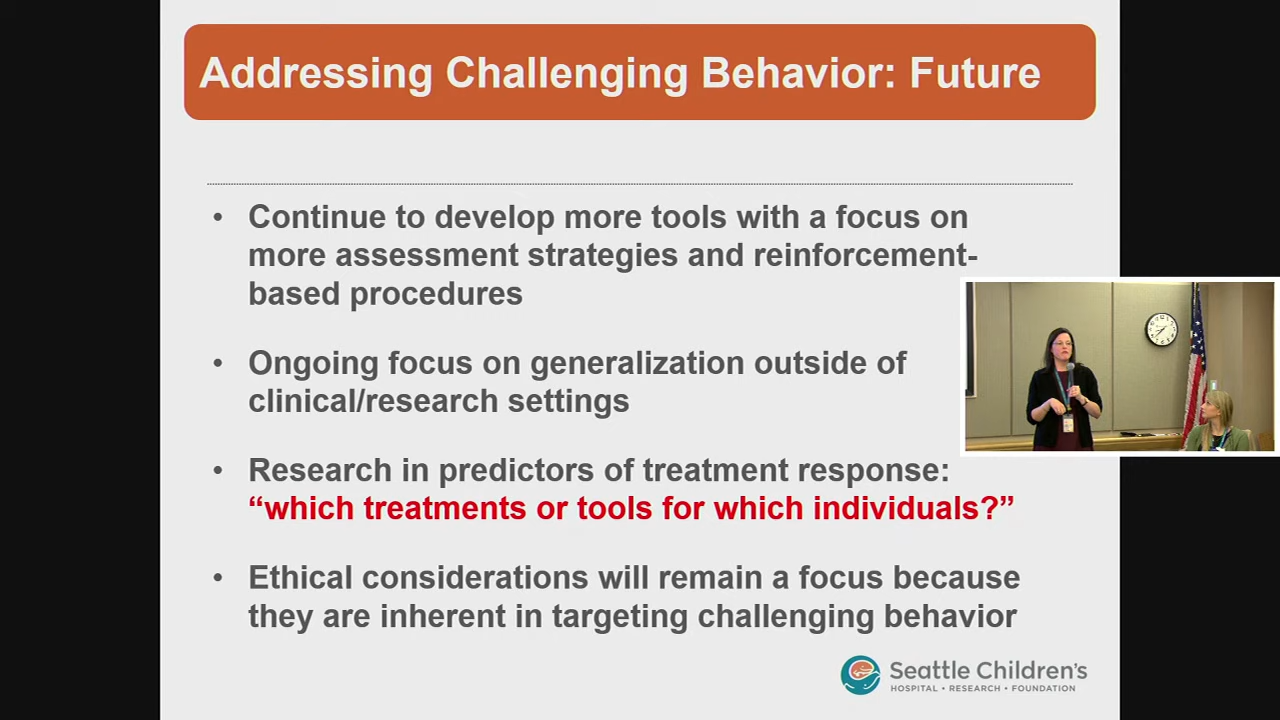 Addressing Challenging Behavior: Future
• Continue to develop more tools with a focus on
more assessment strategies and reinforcement-
based procedures
• Ongoing focus on generalization outside of
clinical/research settings
• Research in predictors of treatment response:
“which treatments or tools for which individuals?”
• Ethical considerations will remain a focus because
they are inherent in targeting challenging behavior
Seattle Children's
HOSPITAL • RESEARCH • FOUNDATION